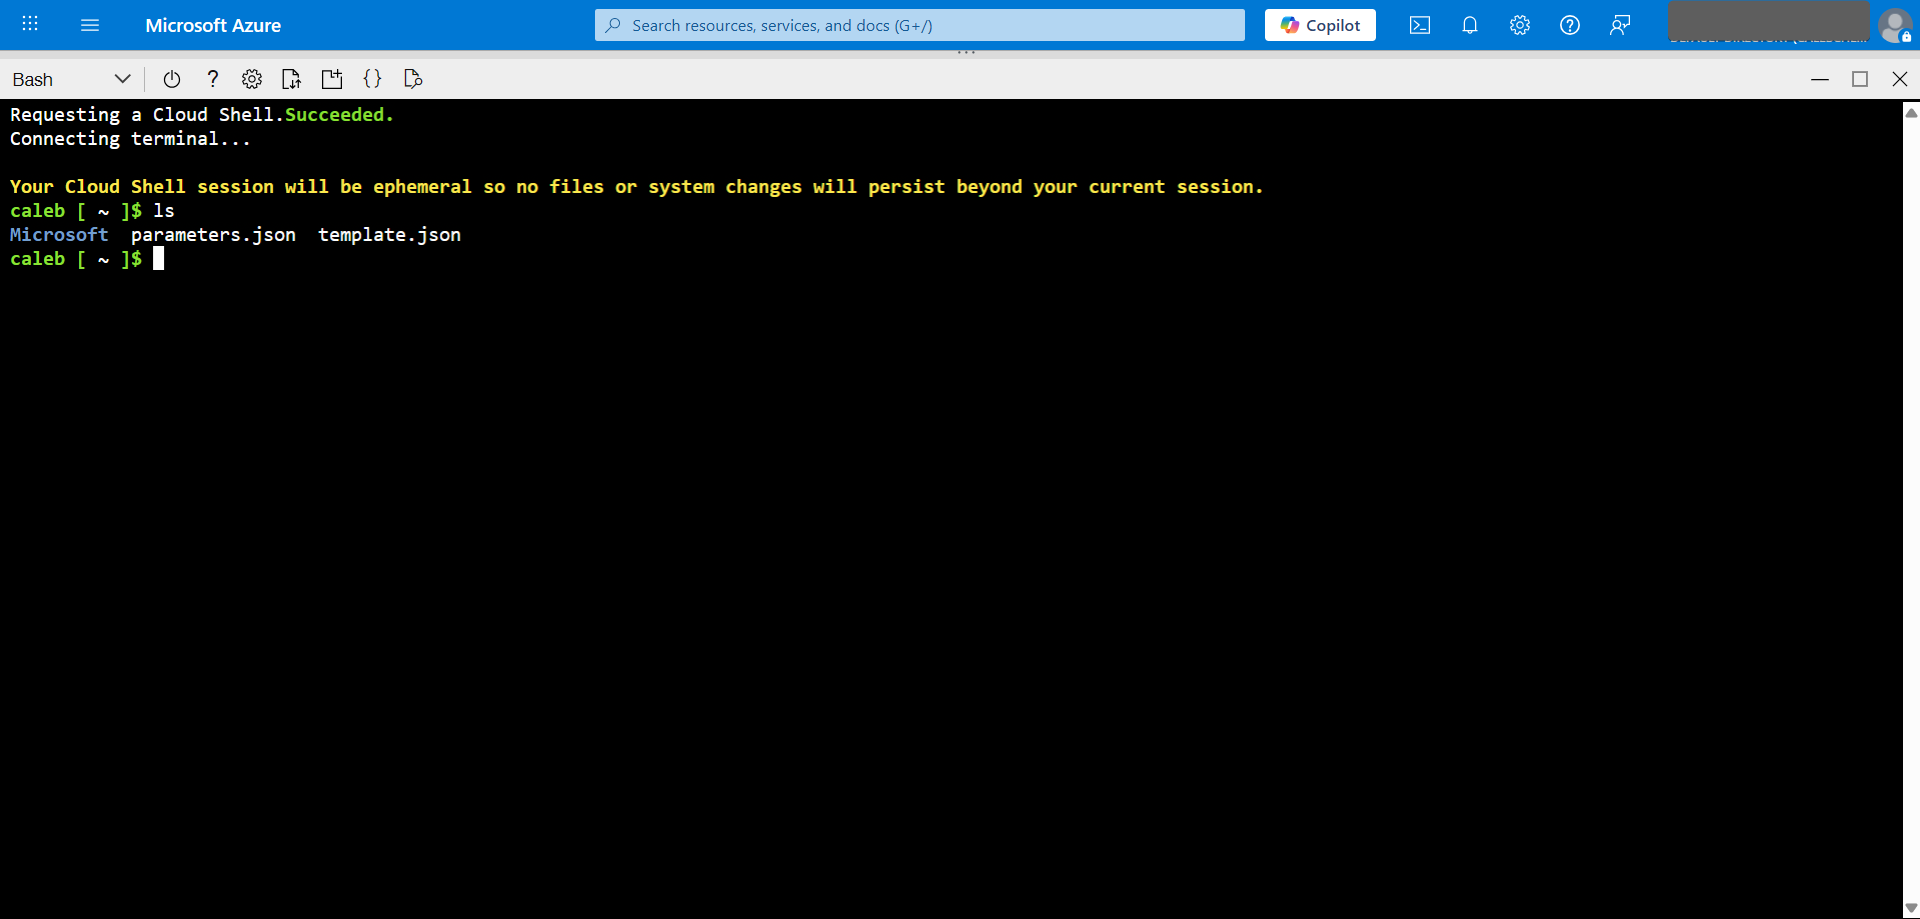 Microsoft Azure
Search resources, services, and docs (G+/)
Copilot
Bash
Requesting a Cloud Shell.Succeeded.
Connecting terminal...
Your Cloud Shell session will be ephemeral so no files or system changes will persist beyond your current session.
caleb [ ~ ]$ ls
Microsoft  parameters.json  template.json
caleb [ ~ ]$